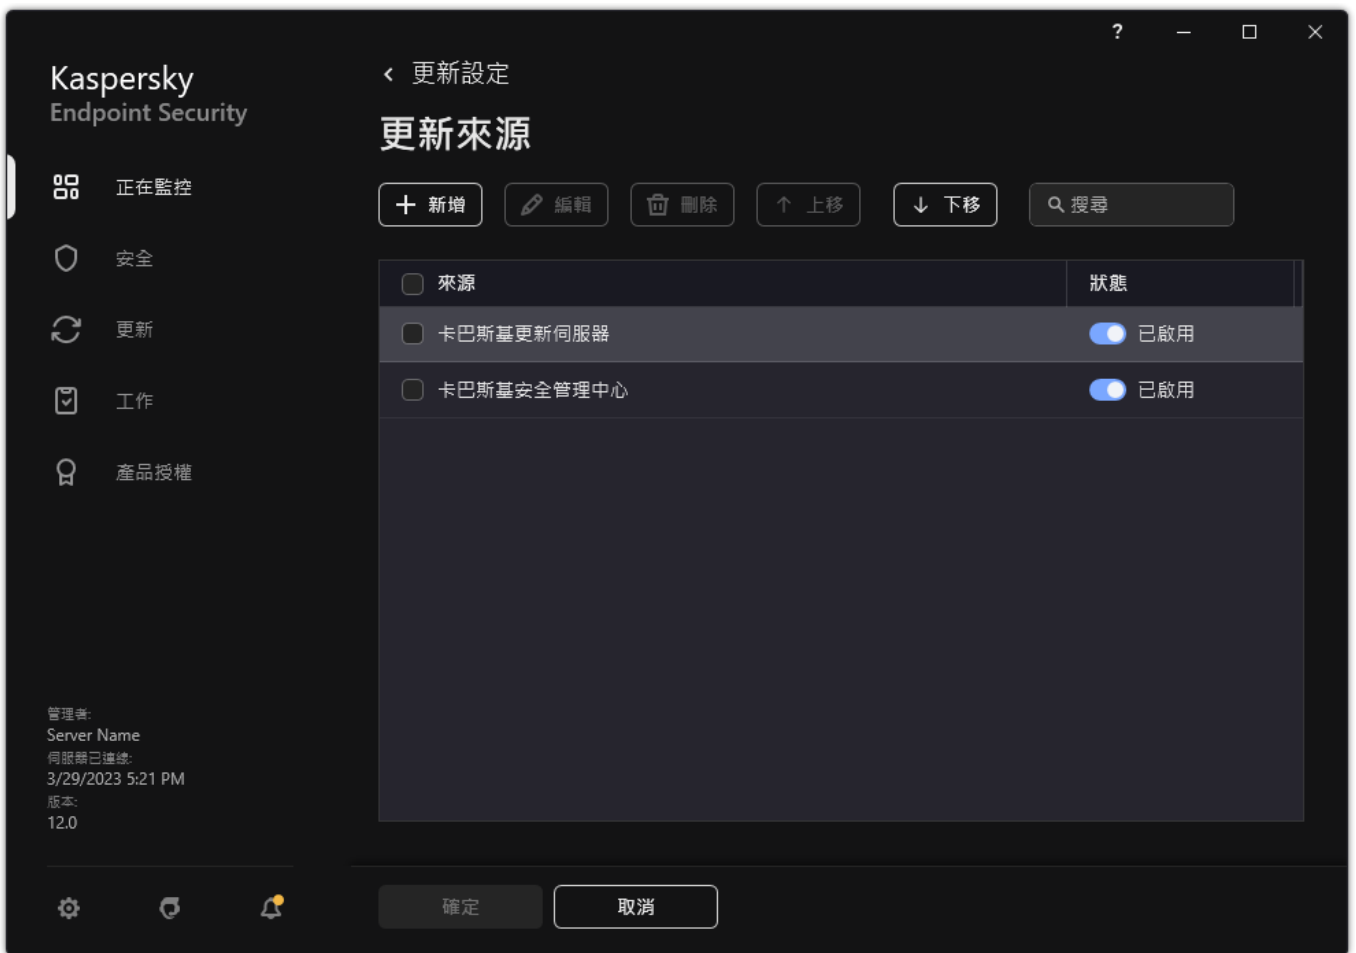 ?
Kaspersky
Endpoint Security
正在監控
安全
更新
工作
產品授權
管理者:
Server Name
伺服器已連線:
3/29/2023 5:21 PM
版本:
12.0
更新設定
更新來源
新增 編輯 刪除 上移 下移 搜尋
來源 狀態
卡巴斯基更新伺服器 已啟用
卡巴斯基安全管理中心 已啟用
確定 取消